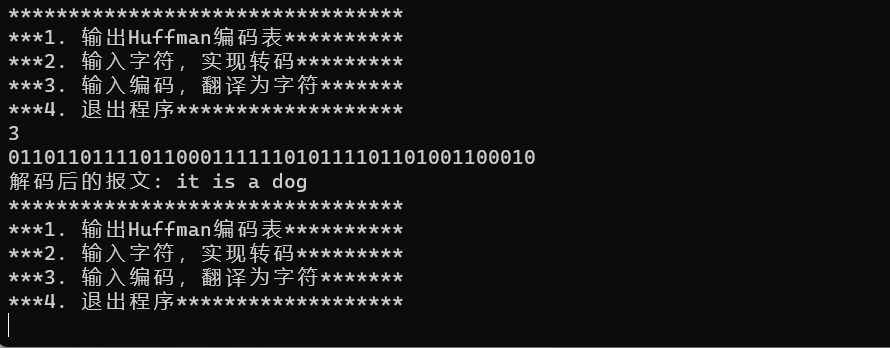 *********************************
***1. 输出Huffman编码表**********
***2. 输入字符，实现转码*********
***3. 输入编码，翻译为字符*******
***4. 退出程序*******************
3
01101101111011000111111010111101101001100010
解码后的报文: it is a dog
*********************************
***1. 输出Huffman编码表**********
***2. 输入字符，实现转码*********
***3. 输入编码，翻译为字符*******
***4. 退出程序*******************